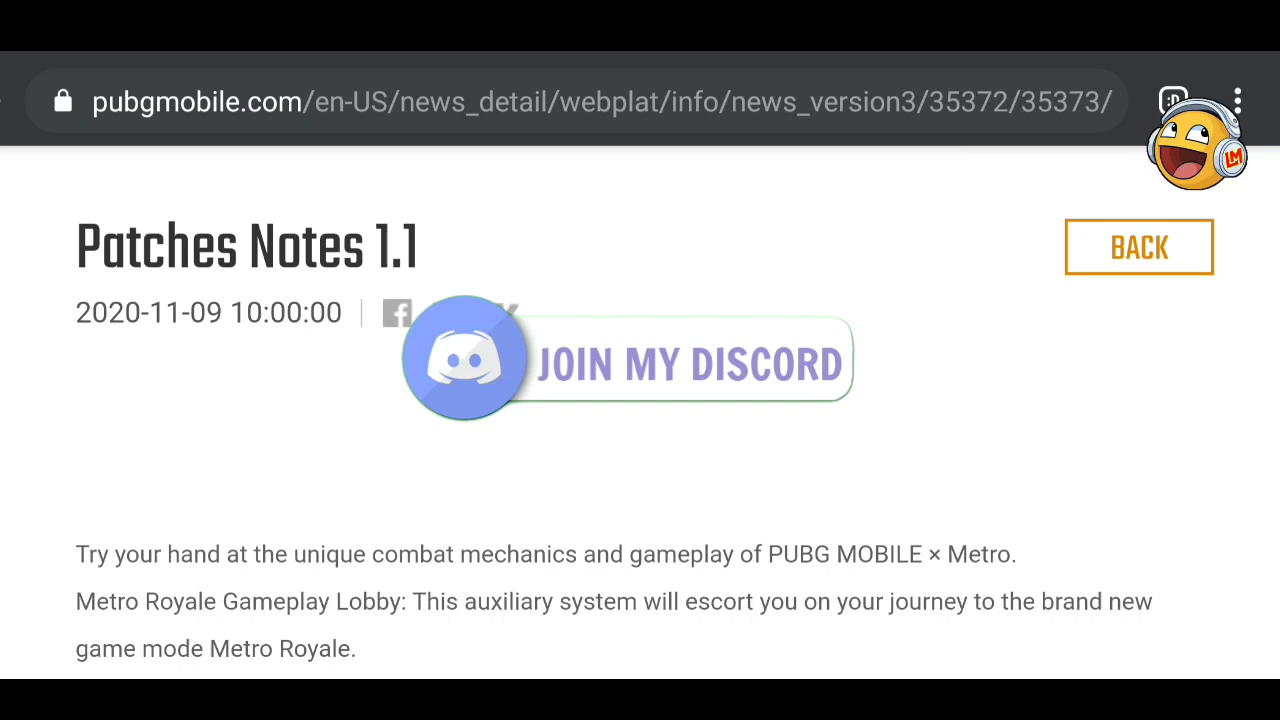 pubgmobile.com/en-US/news_detail/webplat/info/news_version3/35372/35373/
:D
LM
Patches Notes 1.1
BACK
2020-11-09 10:00:00
JOIN MY DISCORD
Try your hand at the unique combat mechanics and gameplay of PUBG MOBILE × Metro.
Metro Royale Gameplay Lobby: This auxiliary system will escort you on your journey to the brand new
game mode Metro Royale.